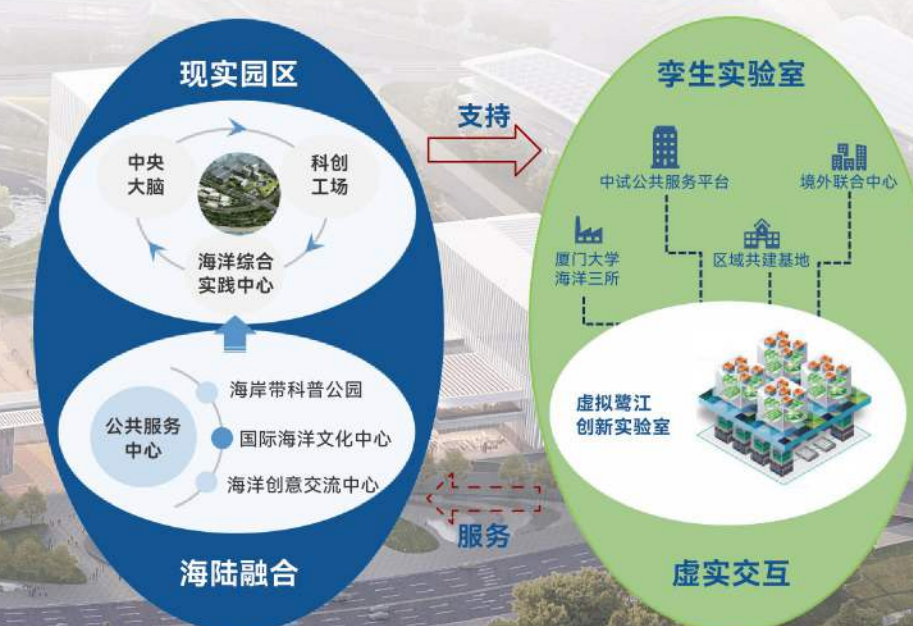 现实园区
中央
大脑
科创
工场
海洋综合
实践中心
公共服务
中心
海岸带科普公园
国际海洋文化中心
海洋创意交流中心
海陆融合
支持
服务
孪生实验室
中试公共服务平台
境外联合中心
厦门大学
海洋三所
区域共建基地
虚拟鹭江
创新实验室
虚实交互